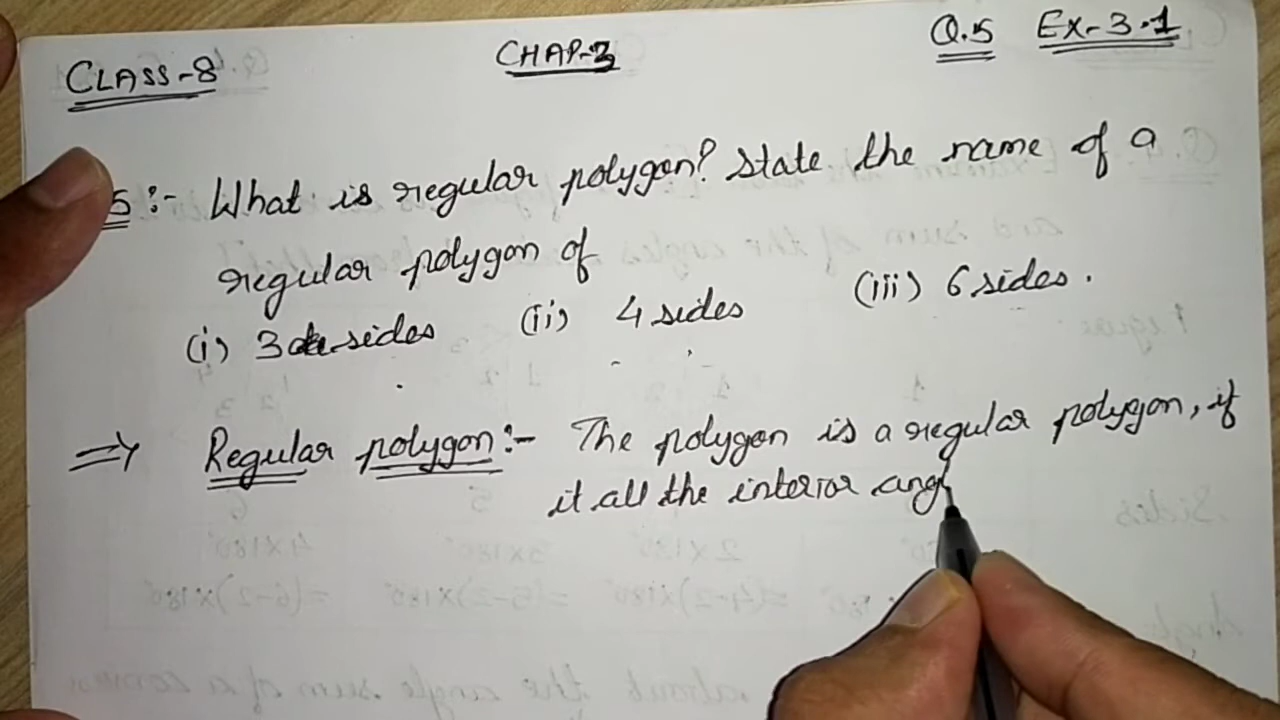 CLASS-8
CHAP-3
Q.5 Ex-3.1
5:- What is regular polygon? State the name of a
regular polygon of
(i) 3 sides (ii) 4 sides (iii) 6 sides.
⇒ Regular polygon:- The polygon is a regular polygon, if
it all the interior ang